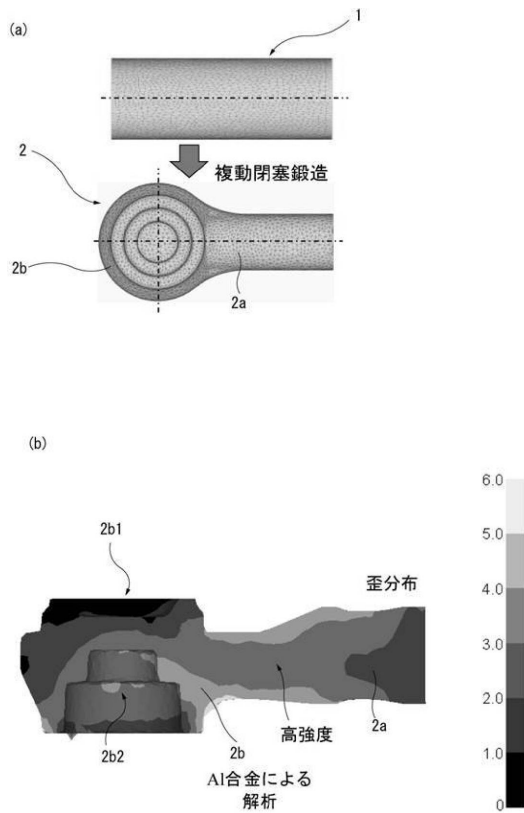 (a)
1
2
複動閉塞鍛造
2b
2a
(b)
2b1
歪分布
6.0
5.0
4.0
3.0
2.0
1.0
0
2b2
2b
高強度
2a
Al合金による
解析